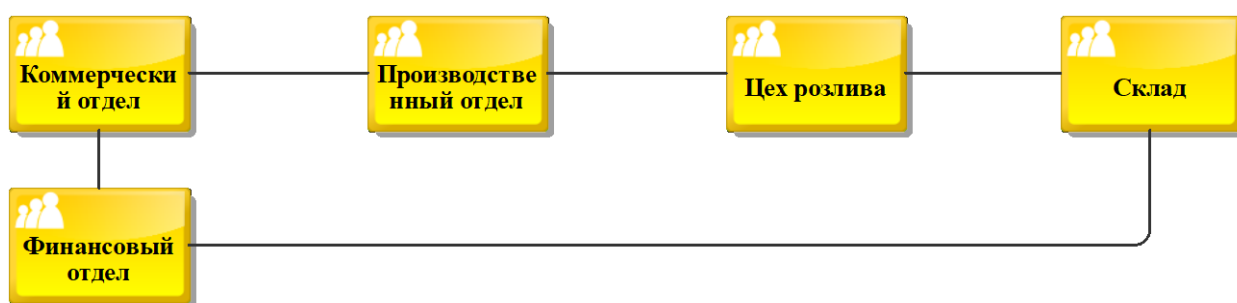 Коммерчески
й отдел
Производстве
нный отдел
Цех розлива
Склад
Финансовый
отдел